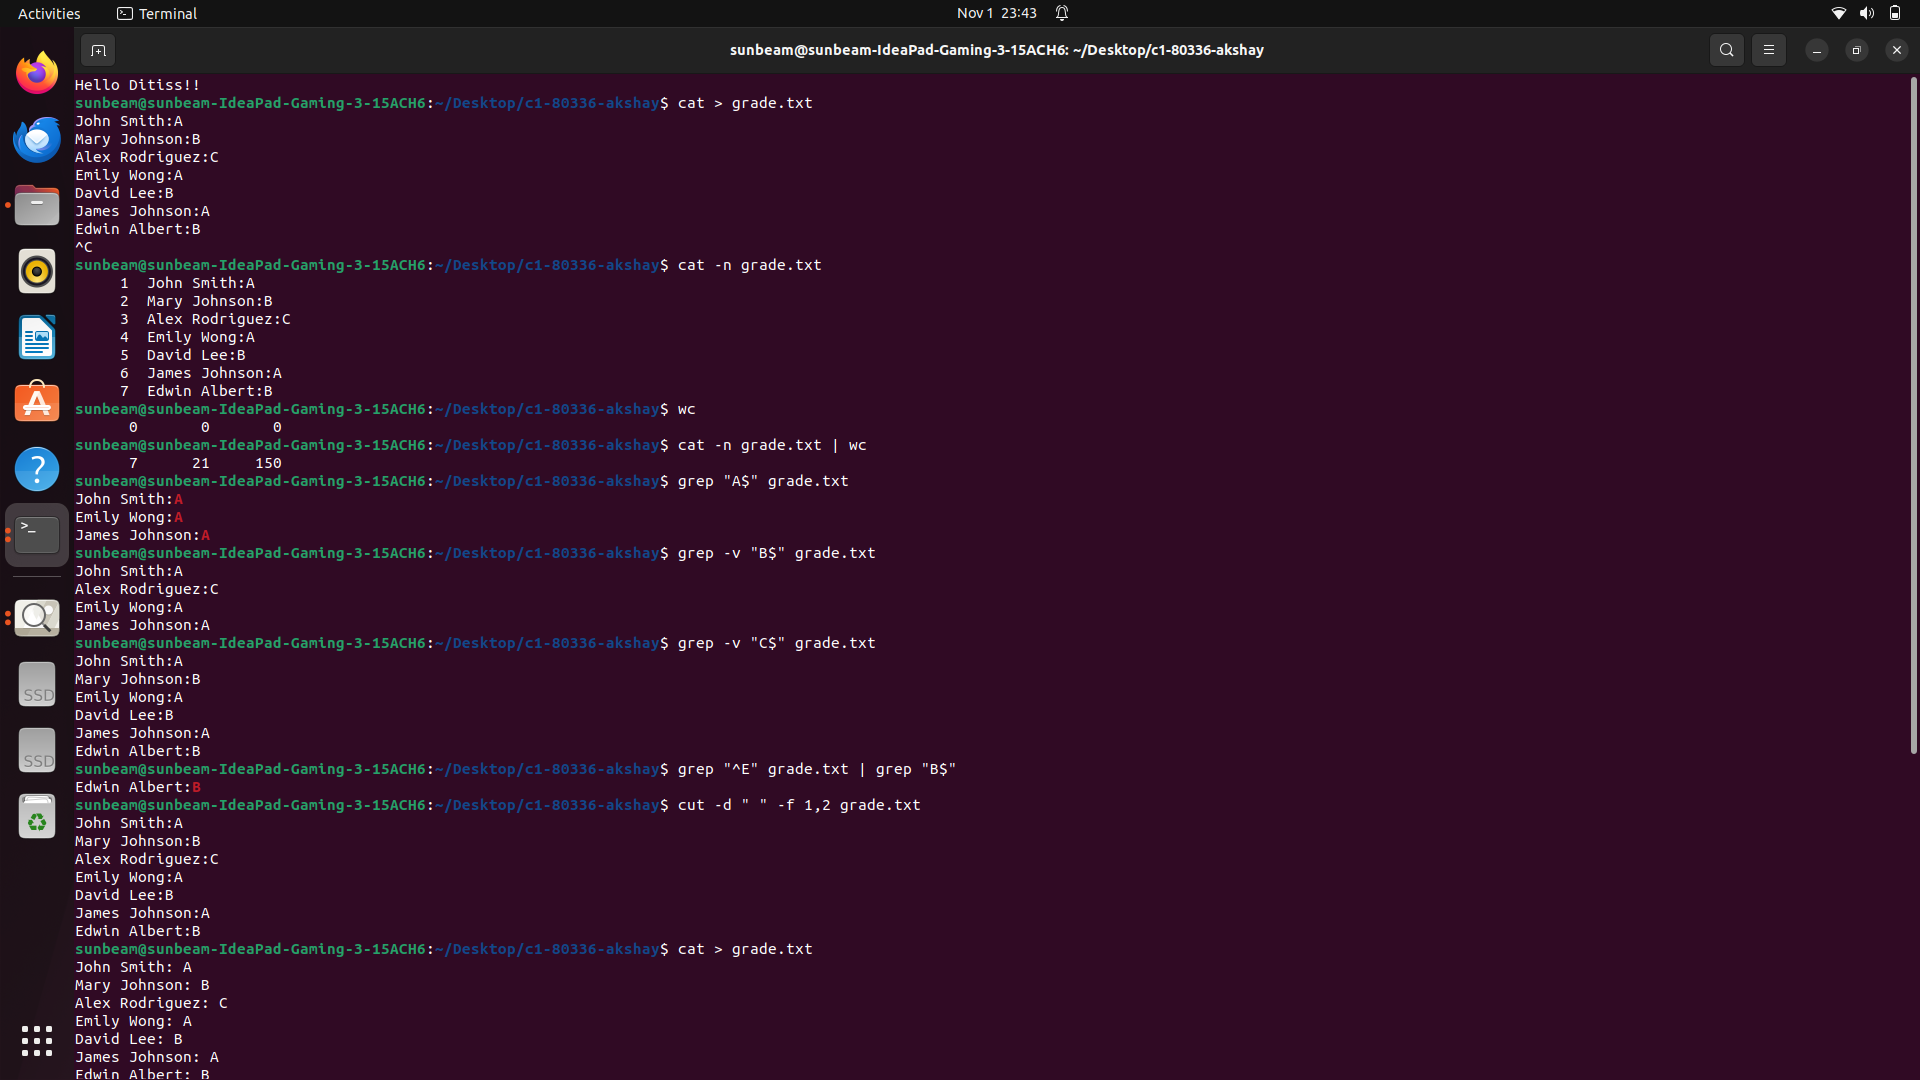 Activities
Terminal
Nov 1 23:43
sunbeam@sunbeam-IdeaPad-Gaming-3-15ACH6: ~/Desktop/c1-80336-akshay
Hello Ditiss!!
sunbeam@sunbeam-IdeaPad-Gaming-3-15ACH6:~/Desktop/c1-80336-akshay$ cat > grade.txt
John Smith:A
Mary Johnson:B
Alex Rodriguez:C
Emily Wong:A
David Lee:B
James Johnson:A
Edwin Albert:B
^C
sunbeam@sunbeam-IdeaPad-Gaming-3-15ACH6:~/Desktop/c1-80336-akshay$ cat -n grade.txt
     1  John Smith:A
     2  Mary Johnson:B
     3  Alex Rodriguez:C
     4  Emily Wong:A
     5  David Lee:B
     6  James Johnson:A
     7  Edwin Albert:B
sunbeam@sunbeam-IdeaPad-Gaming-3-15ACH6:~/Desktop/c1-80336-akshay$ wc
      0       0       0
sunbeam@sunbeam-IdeaPad-Gaming-3-15ACH6:~/Desktop/c1-80336-akshay$ cat -n grade.txt | wc
      7      21     150
sunbeam@sunbeam-IdeaPad-Gaming-3-15ACH6:~/Desktop/c1-80336-akshay$ grep "A$" grade.txt
John Smith:A
Emily Wong:A
James Johnson:A
sunbeam@sunbeam-IdeaPad-Gaming-3-15ACH6:~/Desktop/c1-80336-akshay$ grep -v "B$" grade.txt
John Smith:A
Alex Rodriguez:C
Emily Wong:A
James Johnson:A
sunbeam@sunbeam-IdeaPad-Gaming-3-15ACH6:~/Desktop/c1-80336-akshay$ grep -v "C$" grade.txt
John Smith:A
Mary Johnson:B
Emily Wong:A
David Lee:B
James Johnson:A
Edwin Albert:B
sunbeam@sunbeam-IdeaPad-Gaming-3-15ACH6:~/Desktop/c1-80336-akshay$ grep "^E" grade.txt | grep "B$"
Edwin Albert:B
sunbeam@sunbeam-IdeaPad-Gaming-3-15ACH6:~/Desktop/c1-80336-akshay$ cut -d " " -f 1,2 grade.txt
John Smith:A
Mary Johnson:B
Alex Rodriguez:C
Emily Wong:A
David Lee:B
James Johnson:A
Edwin Albert:B
sunbeam@sunbeam-IdeaPad-Gaming-3-15ACH6:~/Desktop/c1-80336-akshay$ cat > grade.txt
John Smith: A
Mary Johnson: B
Alex Rodriguez: C
Emily Wong: A
David Lee: B
James Johnson: A
Edwin Albert: B
SSD
SSD